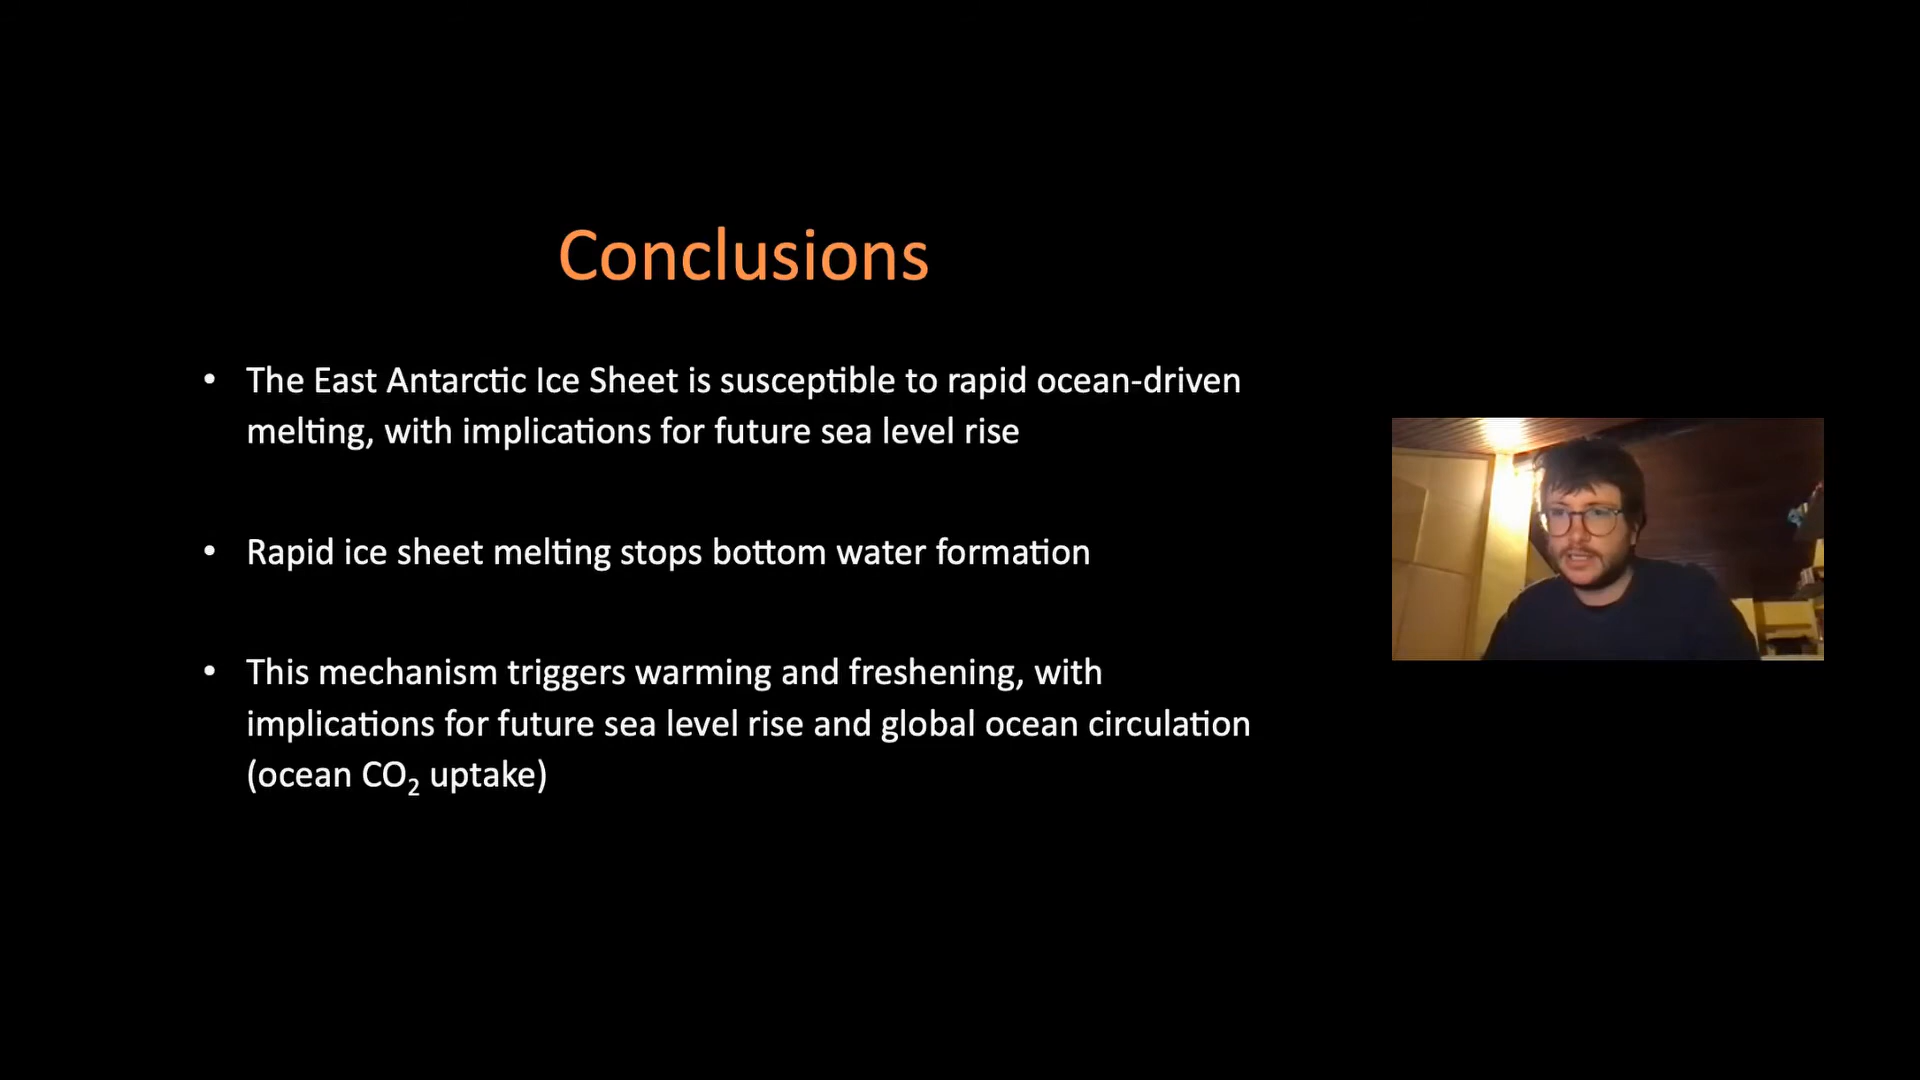 Conclusions
• The East Antarctic Ice Sheet is susceptible to rapid ocean-driven
melting, with implications for future sea level rise
• Rapid ice sheet melting stops bottom water formation
• This mechanism triggers warming and freshening, with
implications for future sea level rise and global ocean circulation
(ocean CO₂ uptake)